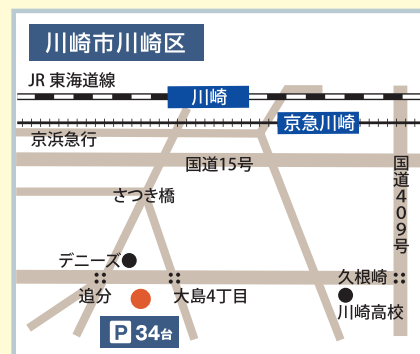 川崎市川崎区
JR 東海道線
川崎
京急川崎
京浜急行
国道15号
国道409号
さつき橋
デニーズ
久根崎
追分
大島4丁目
川崎高校
P 34台